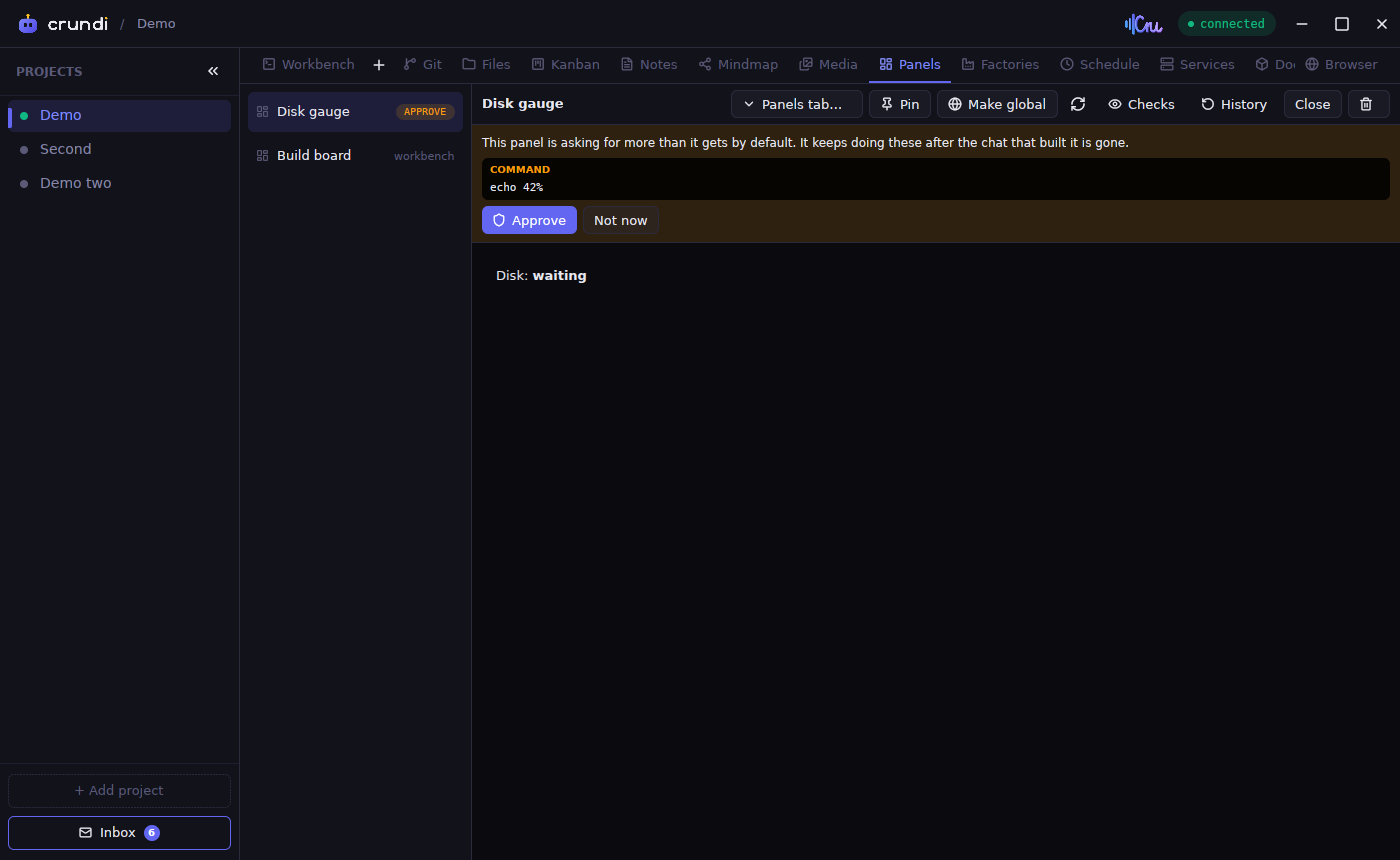 crundi / Demo
Cru
connected
PROJECTS
Demo
Second
Demo two
+ Add project
Inbox 6
Workbench + Git Files Kanban Notes Mindmap Media Panels Factories Schedule Services Browser
Disk gauge APPROVE
Build board workbench
Disk gauge Panels tab... Pin Make global Checks History Close
This panel is asking for more than it gets by default. It keeps doing these after the chat that built it is gone.
COMMAND
echo 42%
Approve Not now
Disk: waiting